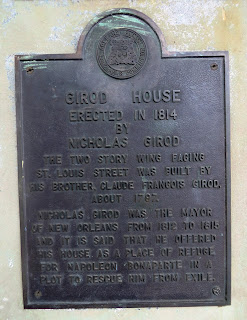 GIROD HOUSE
ERECTED IN 1814
BY
NICHOLAS GIROD
THE TWO STORY WING FACING
ST. LOUIS STREET WAS BUILT BY
HIS BROTHER, CLAUDE FRANCOIS GIROD,
ABOUT
NICHOLAS GIROD WAS THE MAYOR
OF NEW ORLEANS FROM 1812 TO 1815
AND IT IS SAID THAT HE OFFERED
HIS HOUSE, AS A PLACE OF REFUGE
FOR NAPOLEON BONAPARTE IN A
PLOT TO RESCUE HIM FROM EXILE.